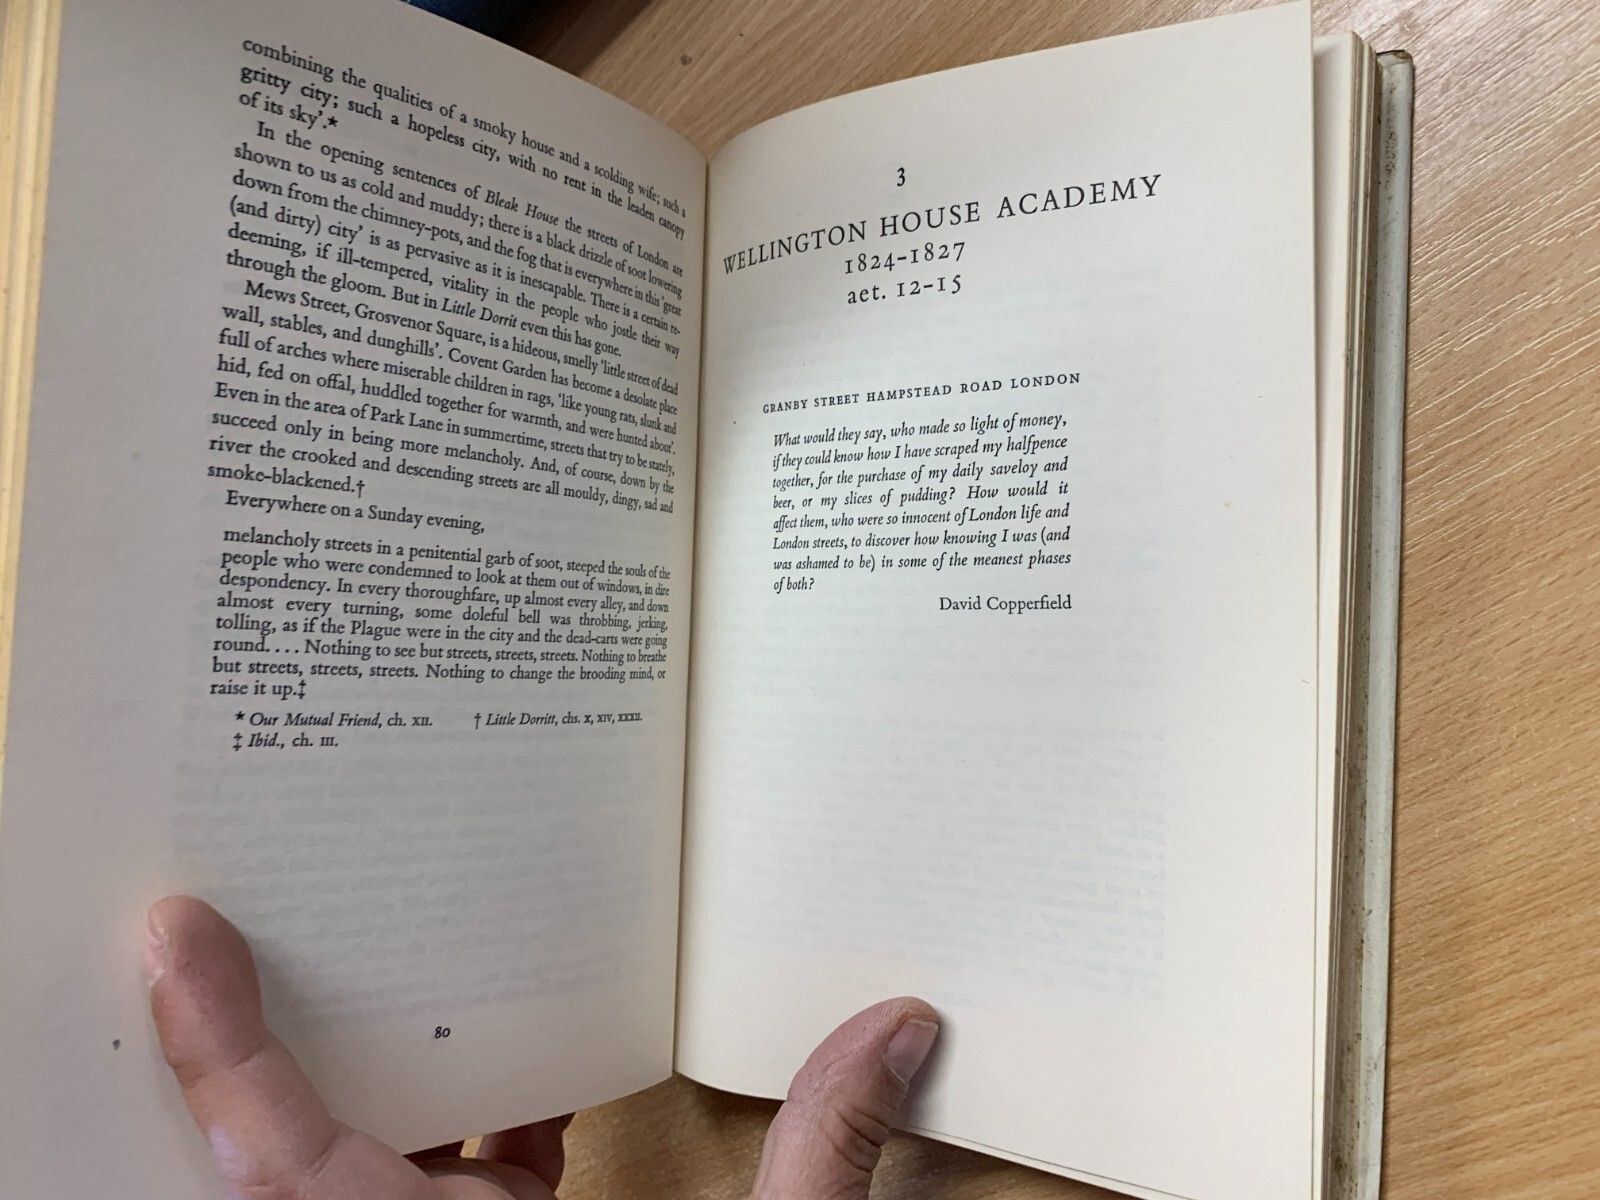 combining the qualities of a smoky house and a scolding wife; such a
gritty city; such a hopeless city, with no rent in the leaden canopy
of its sky’.*
In the opening sentences of Bleak House the streets of London are
shown to us as cold and muddy; there is a black drizzle of soot lowering
down from the chimney-pots, and the fog that is everywhere in this ‘great
(and dirty) city’ is as pervasive as it is inescapable. There is a certain re-
deeming, if ill-tempered, vitality in the people who jostle their way
through the gloom. But in Little Dorrit even this has gone.
Mews Street, Grosvenor Square, is a hideous, smelly ‘little street of dead
wall, stables, and dunghills’. Covent Garden has become a desolate place
full of arches where miserable children in rags, ‘like young rats, slunk and
hid, fed on offal, huddled together for warmth, and were hunted about’.
Even in the area of Park Lane in summertime, streets that try to be stately,
succeed only in being more melancholy. And, of course, down by the
river the crooked and descending streets are all mouldy, dingy, sad and
smoke-blackened.†
Everywhere on a Sunday evening,
melancholy streets in a penitential garb of soot, steeped the souls of the
people who were condemned to look at them out of windows, in dire
despondency. In every thoroughfare, up almost every alley, and down
almost every turning, some doleful bell was throbbing, jerking,
tolling, as if the Plague were in the city and the dead-carts were going
round.... Nothing to see but streets, streets, streets. Nothing to breathe
but streets, streets, streets. Nothing to change the brooding mind, or
raise it up.‡
* Our Mutual Friend, ch. XII. † Little Dorritt, chs. X, XIV, XXXII.
‡ Ibid., ch. III.
80
3
WELLINGTON HOUSE ACADEMY
1824–1827
aet. 12–15
GRANBY STREET HAMPSTEAD ROAD LONDON
What would they say, who made so light of money,
if they could know how I have scraped my halfpence
together, for the purchase of my daily saveloy and
beer, or my slices of pudding? How would it
affect them, who were so innocent of London life and
London streets, to discover how knowing I was (and
was ashamed to be) in some of the meanest phases
of both?
David Copperfield